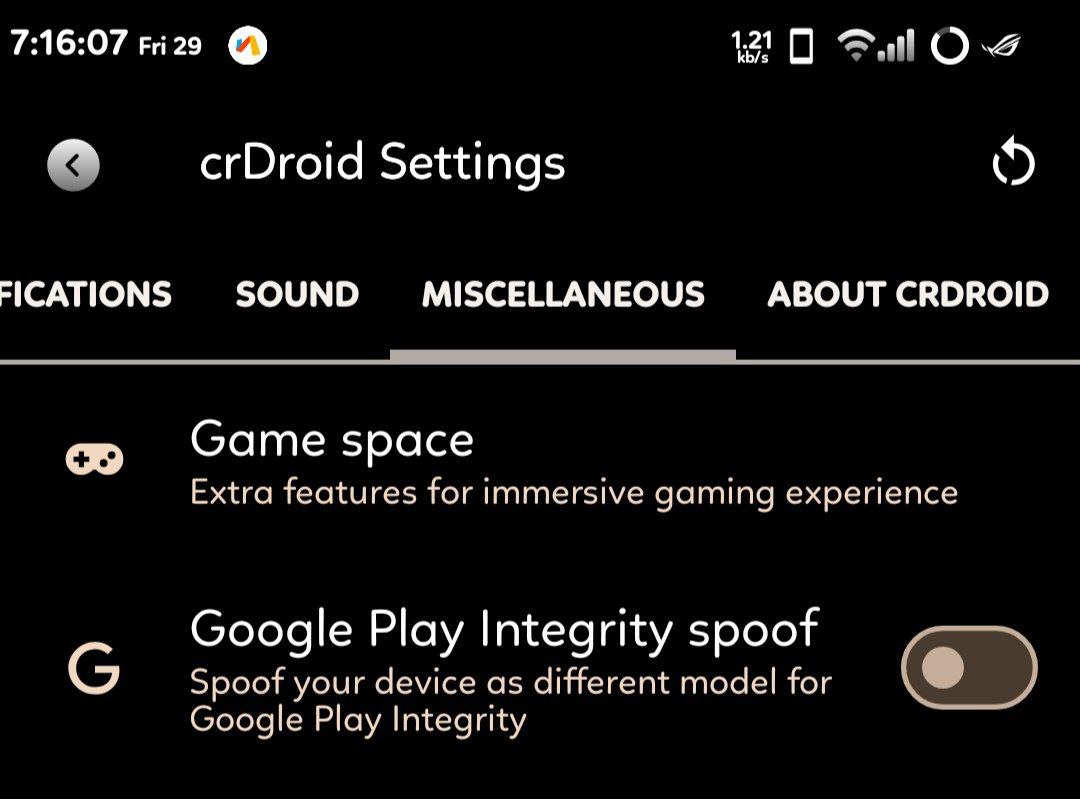 7:16:07 Fri 29 1.21 kb/s
crDroid Settings
FICATIONS SOUND MISCELLANEOUS ABOUT CRDROID
Game space
Extra features for immersive gaming experience
Google Play Integrity spoof
Spoof your device as different model for
Google Play Integrity